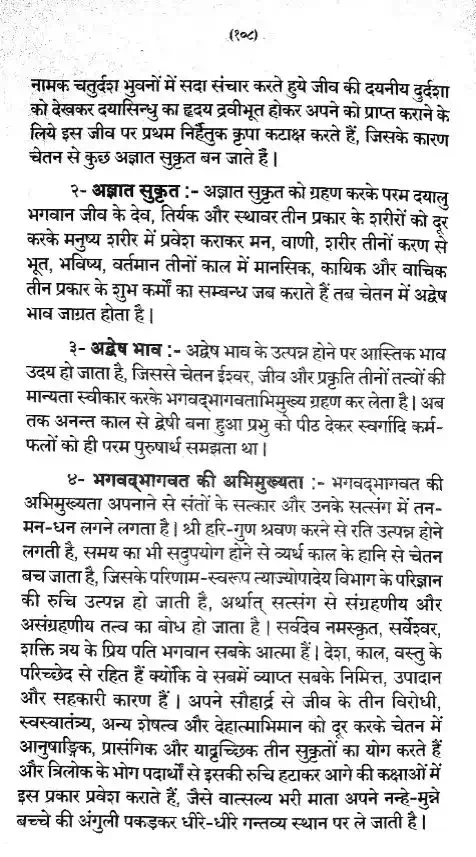 (१०८)
नामक चतुर्दश भुवनों में सदा संचार करते हुये जीव की दयनीय दुर्दशा
को देखकर दयासिन्धु का हृदय द्रवीभूत होकर अपने को प्राप्त कराने के
लिये इस जीव पर प्रथम निर्हैतुक कृपा कटाक्ष करते हैं, जिसके कारण
चेतन से कुछ अज्ञात सुकृत बन जाते हैं।
२- अज्ञात सुकृत :- अज्ञात सुकृत को ग्रहण करके परम दयालु
भगवान जीव के देव, तिर्यक और स्थावर तीन प्रकार के शरीरों को दूर
करके मनुष्य शरीर में प्रवेश कराकर मन, वाणी, शरीर तीनों करण से
भूत, भविष्य, वर्तमान तीनों काल में मानसिक, कायिक और वाचिक
तीन प्रकार के शुभ कर्मों का सम्बन्ध जब कराते हैं तब चेतन में अद्वेष
भाव जाग्रत होता है।
३- अद्वेष भाव :- अद्वेष भाव के उत्पन्न होने पर आस्तिक भाव
उदय हो जाता है, जिससे चेतन ईश्वर, जीव और प्रकृति तीनों तत्वों की
मान्यता स्वीकार करके भगवद्भागवताभिमुख्य ग्रहण कर लेता है। अब
तक अनन्त काल से द्वेषी बना हुआ प्रभु को पीठ देकर स्वर्गादि कर्म-
फलों को ही परम पुरुषार्थ समझता था।
४- भगवद्भागवत की अभिमुख्यता :- भगवद्भागवत की
अभिमुख्यता अपनाने से संतों के सत्कार और उनके सत्संग में तन-
मन-धन लगने लगता है। श्री हरि-गुण श्रवण करने से रति उत्पन्न होने
लगती है, समय का भी सदुपयोग होने से व्यर्थ काल के हानि से चेतन
बच जाता है, जिसके परिणाम-स्वरूप त्याज्योपादेय विभाग के परिज्ञान
की रुचि उत्पन्न हो जाती है, अर्थात् सत्संग से संग्रहणीय और
असंग्रहणीय तत्व का बोध हो जाता है। सर्वदेव नमस्कृत, सर्वेश्वर,
शक्ति त्रय के प्रिय पति भगवान सबके आत्मा हैं। देश, काल, वस्तु के
परिच्छेद से रहित हैं क्योंकि वे सबमें व्याप्त सबके निमित्त, उपादान
और सहकारी कारण हैं। अपने सौहार्द्र से जीव के तीन विरोधी,
स्वस्वातंत्र्य, अन्य शेषत्व और देहात्माभिमान को दूर करके चेतन में
आनुषाङ्गिक, प्रासंगिक और यादृच्छिक तीन सुकृतों का योग करते हैं
और त्रिलोक के भोग पदार्थों से इसकी रुचि हटाकर आगे की कक्षाओं में
इस प्रकार प्रवेश कराते हैं, जैसे वात्सल्य भरी माता अपने नन्हे-मुन्ने
बच्चे की अंगुली पकड़कर धीरे-धीरे गन्तव्य स्थान पर ले जाती है।